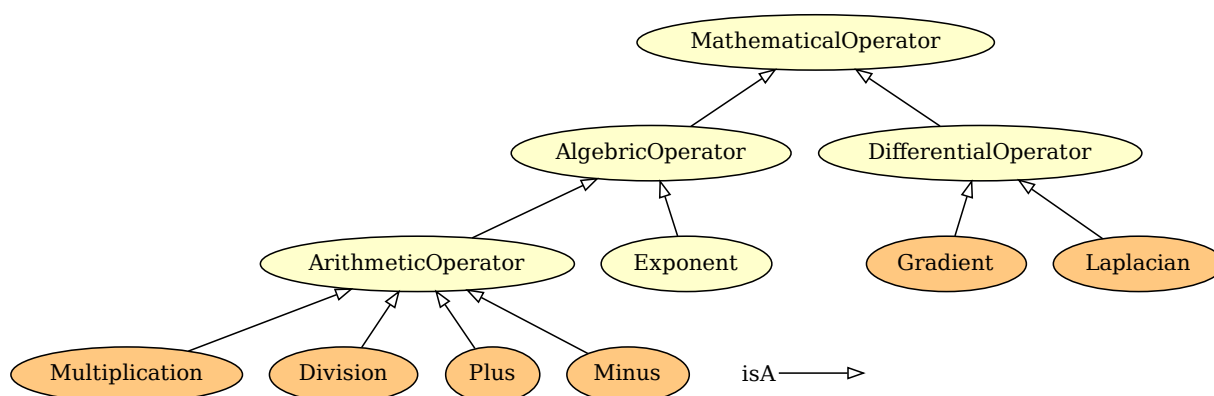 MathematicalOperator
AlgebricOperator
DifferentialOperator
ArithmeticOperator
Exponent
Gradient
Laplacian
Multiplication
Division
Plus
Minus
isA